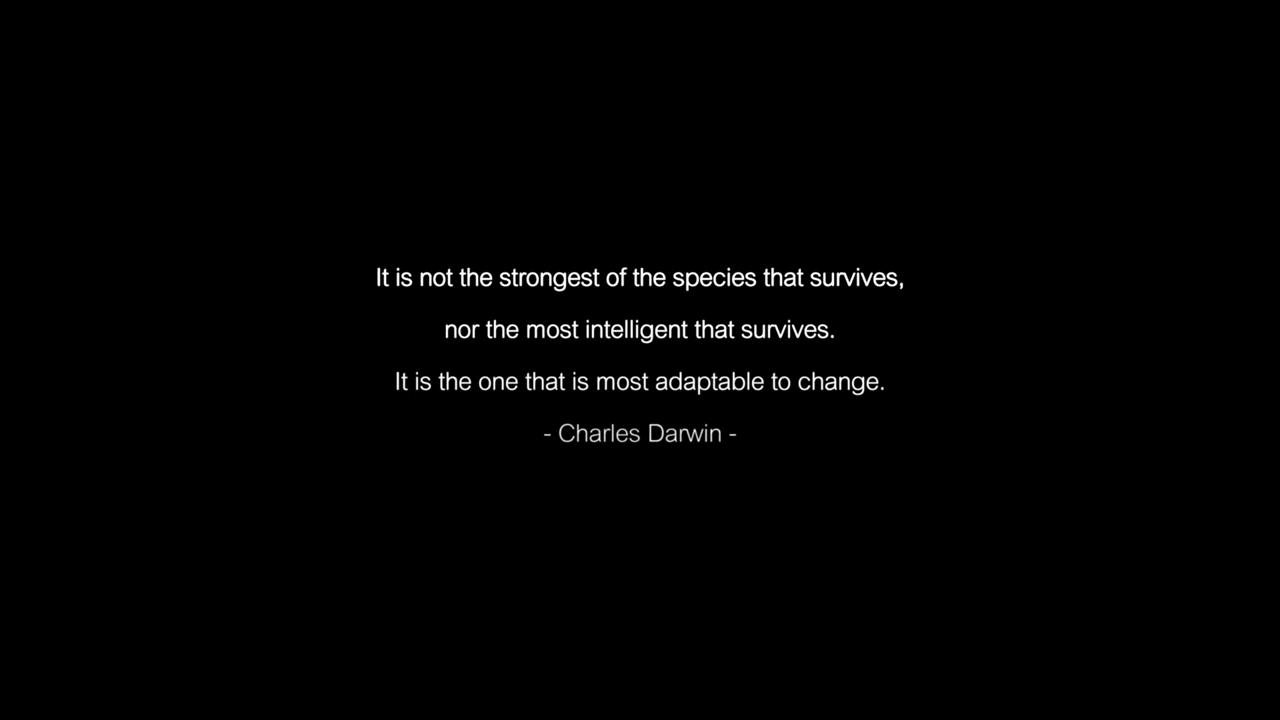 It is not the strongest of the species that survives,
nor the most intelligent that survives.
It is the one that is most adaptable to change.
- Charles Darwin -